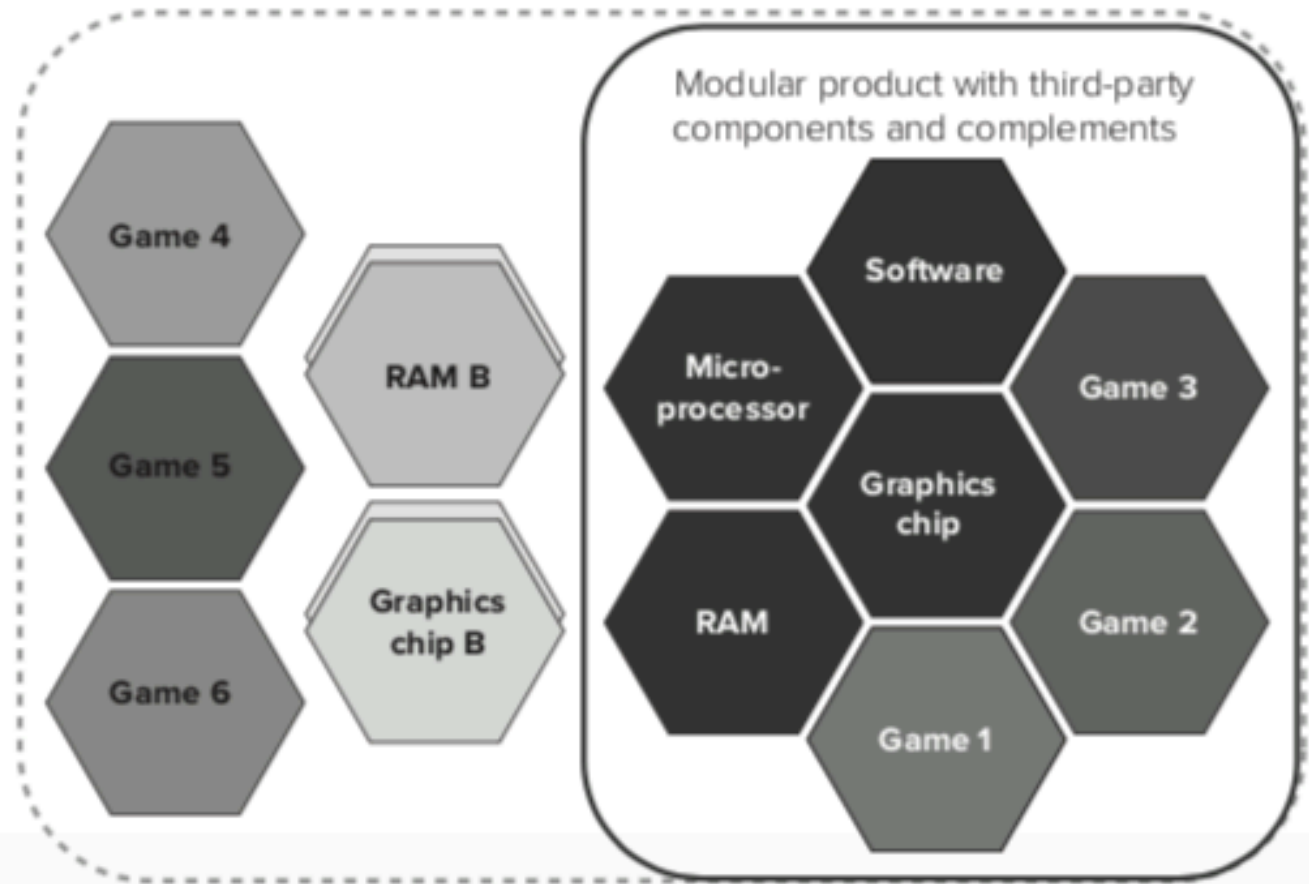 Modular product with third-party
components and complements
Game 4
Game 5
Game 6
RAM B
Graphics
chip B
Software
Micro-
processor
Graphics
chip
RAM
Game 3
Game 2
Game 1